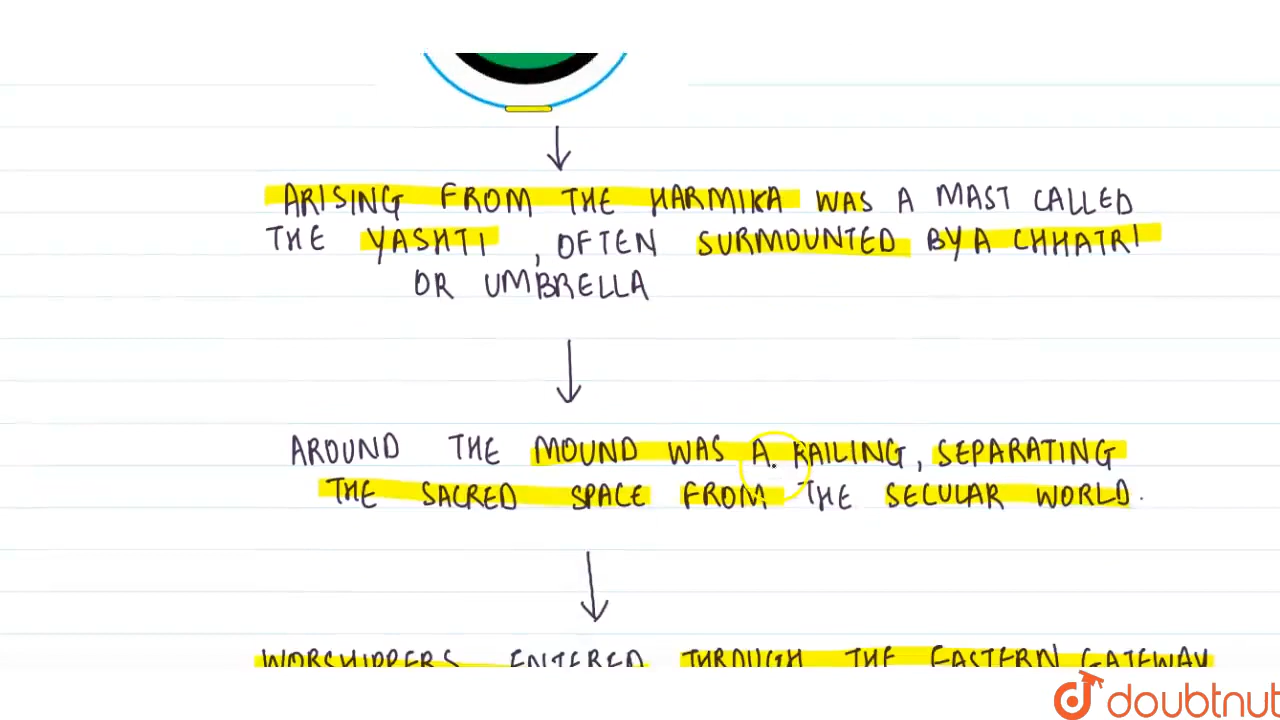 ARISING FROM THE HARMIKA WAS A MAST CALLED
THE YASHTI , OFTEN SURMOUNTED BY A CHHATRI
OR UMBRELLA
AROUND THE MOUND WAS A RAILING, SEPARATING
THE SACRED SPACE FROM THE SECULAR WORLD.
WORSHIPPERS ENTERED THROUGH THE EASTERN GATEWAY
doubtnut